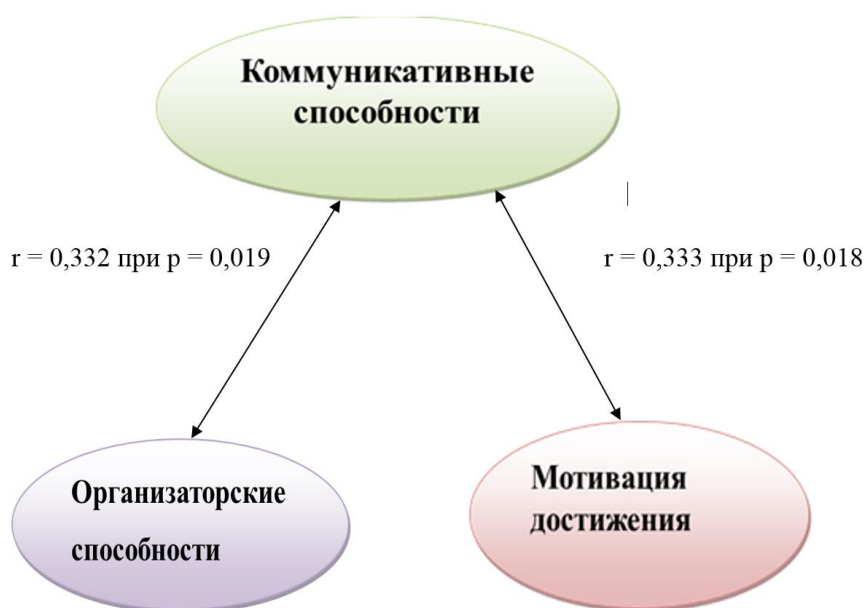 Коммуникативные
способности
r = 0,332 при p = 0,019
r = 0,333 при p = 0,018
Организаторские
способности
Мотивация
достижения